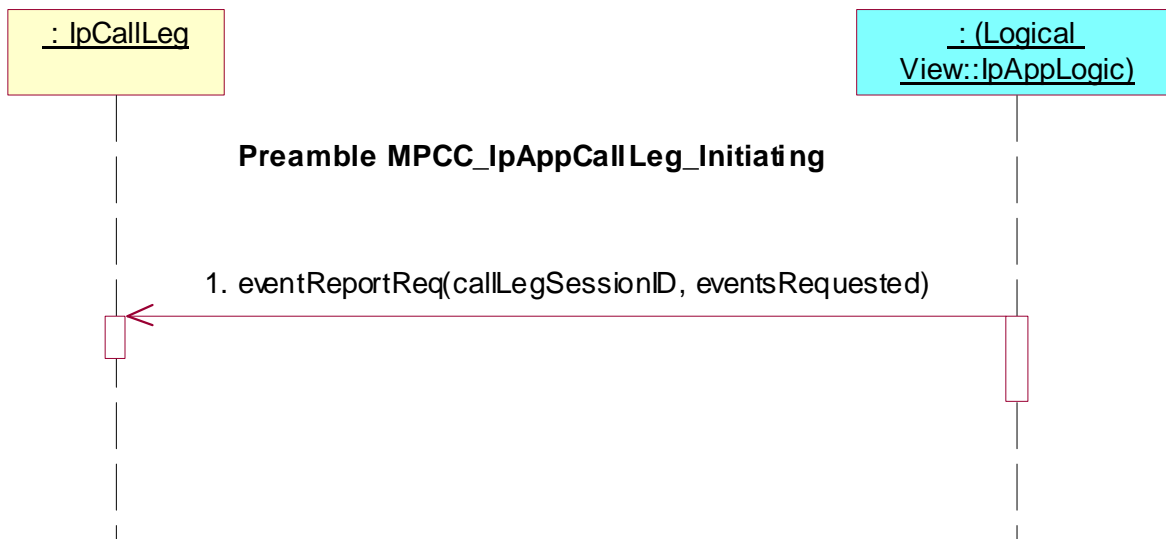 : IpCallLeg
: (Logical
View::IpAppLogic)
Preamble MPCC_IpAppCallLeg_Initiating
1. eventReportReq(callLegSessionID, eventsRequested)